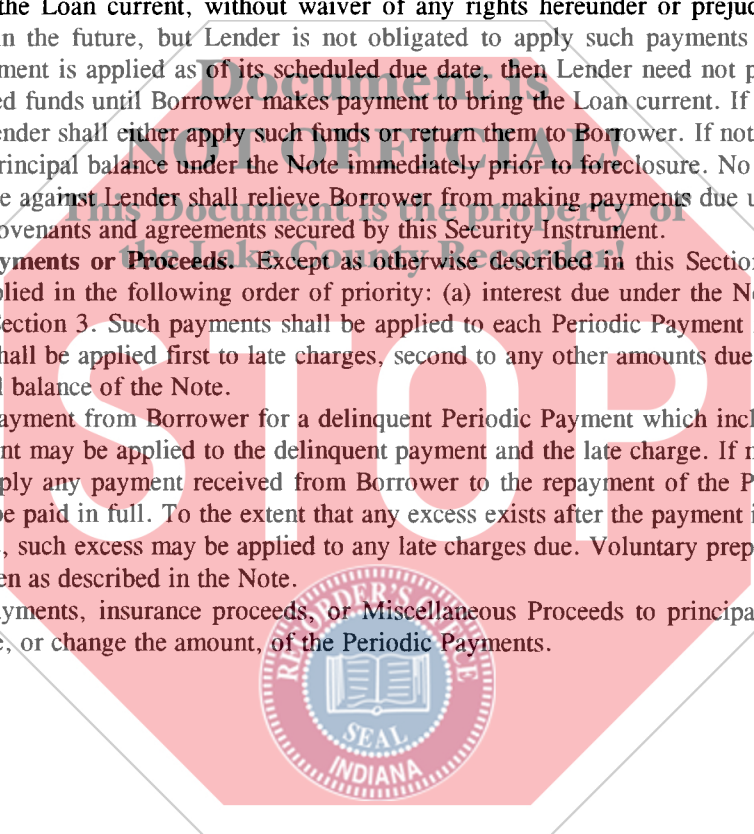 the Loan current, without waiver of any rights hereunder or prejud
in the future, but Lender is not obligated to apply such payments
ment is applied as of its scheduled due date, then Lender need not p
ed funds until Borrower makes payment to bring the Loan current. If
ender shall either apply such funds or return them to Borrower. If not
rincipal balance under the Note immediately prior to foreclosure. No
e against Lender shall relieve Borrower from making payments due u
ovenants and agreements secured by this Security Instrument.
yments or Proceeds. Except as otherwise described in this Section
plied in the following order of priority: (a) interest due under the No
Section 3. Such payments shall be applied to each Periodic Payment
hall be applied first to late charges, second to any other amounts due
l balance of the Note.
ayment from Borrower for a delinquent Periodic Payment which incl
nt may be applied to the delinquent payment and the late charge. If m
ply any payment received from Borrower to the repayment of the P
be paid in full. To the extent that any excess exists after the payment i
, such excess may be applied to any late charges due. Voluntary prep
en as described in the Note.
ayments, insurance proceeds, or Miscellaneous Proceeds to principa
e, or change the amount, of the Periodic Payments.
Document is
NOT OFFICIAL!
This Document is the property of
the Lake County Recorder!
STOP
RECORDER'S OFFICE
SEAL
INDIANA